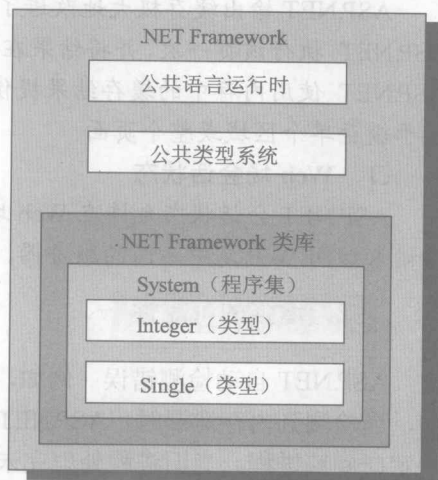 .NET Framework
公共语言运行时
公共类型系统
.NET Framework 类库
System（程序集）
Integer（类型）
Single（类型）